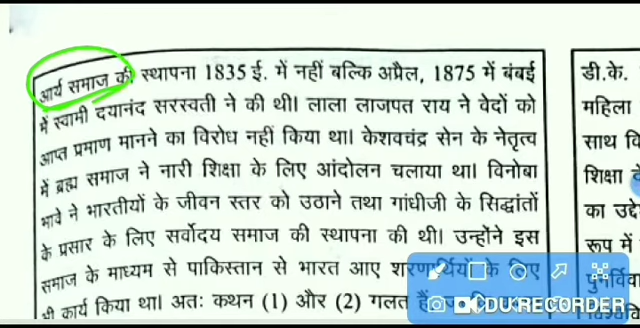 आर्य समाज की स्थापना 1835 ई. में नहीं बल्कि अप्रैल, 1875 में बंबई
में स्वामी दयानंद सरस्वती ने की थी। लाला लाजपत राय ने वेदों को
आप्त प्रमाण मानने का विरोध नहीं किया था। केशवचंद्र सेन के नेतृत्व
में ब्रह्म समाज ने नारी शिक्षा के लिए आंदोलन चलाया था। विनोबा
भावे ने भारतीयों के जीवन स्तर को उठाने तथा गांधीजी के सिद्धांतों
के प्रसार के लिए सर्वोदय समाज की स्थापना की थी। उन्होंने इस
समाज के माध्यम से पाकिस्तान से भारत आए शरणार्थियों के लिए
भी कार्य किया था। अतः कथन (1) और (2) गलत हैं
डी.के.
महिला
साथ
शिक्षा
का उद्दे
रूप में
DU RECORDER